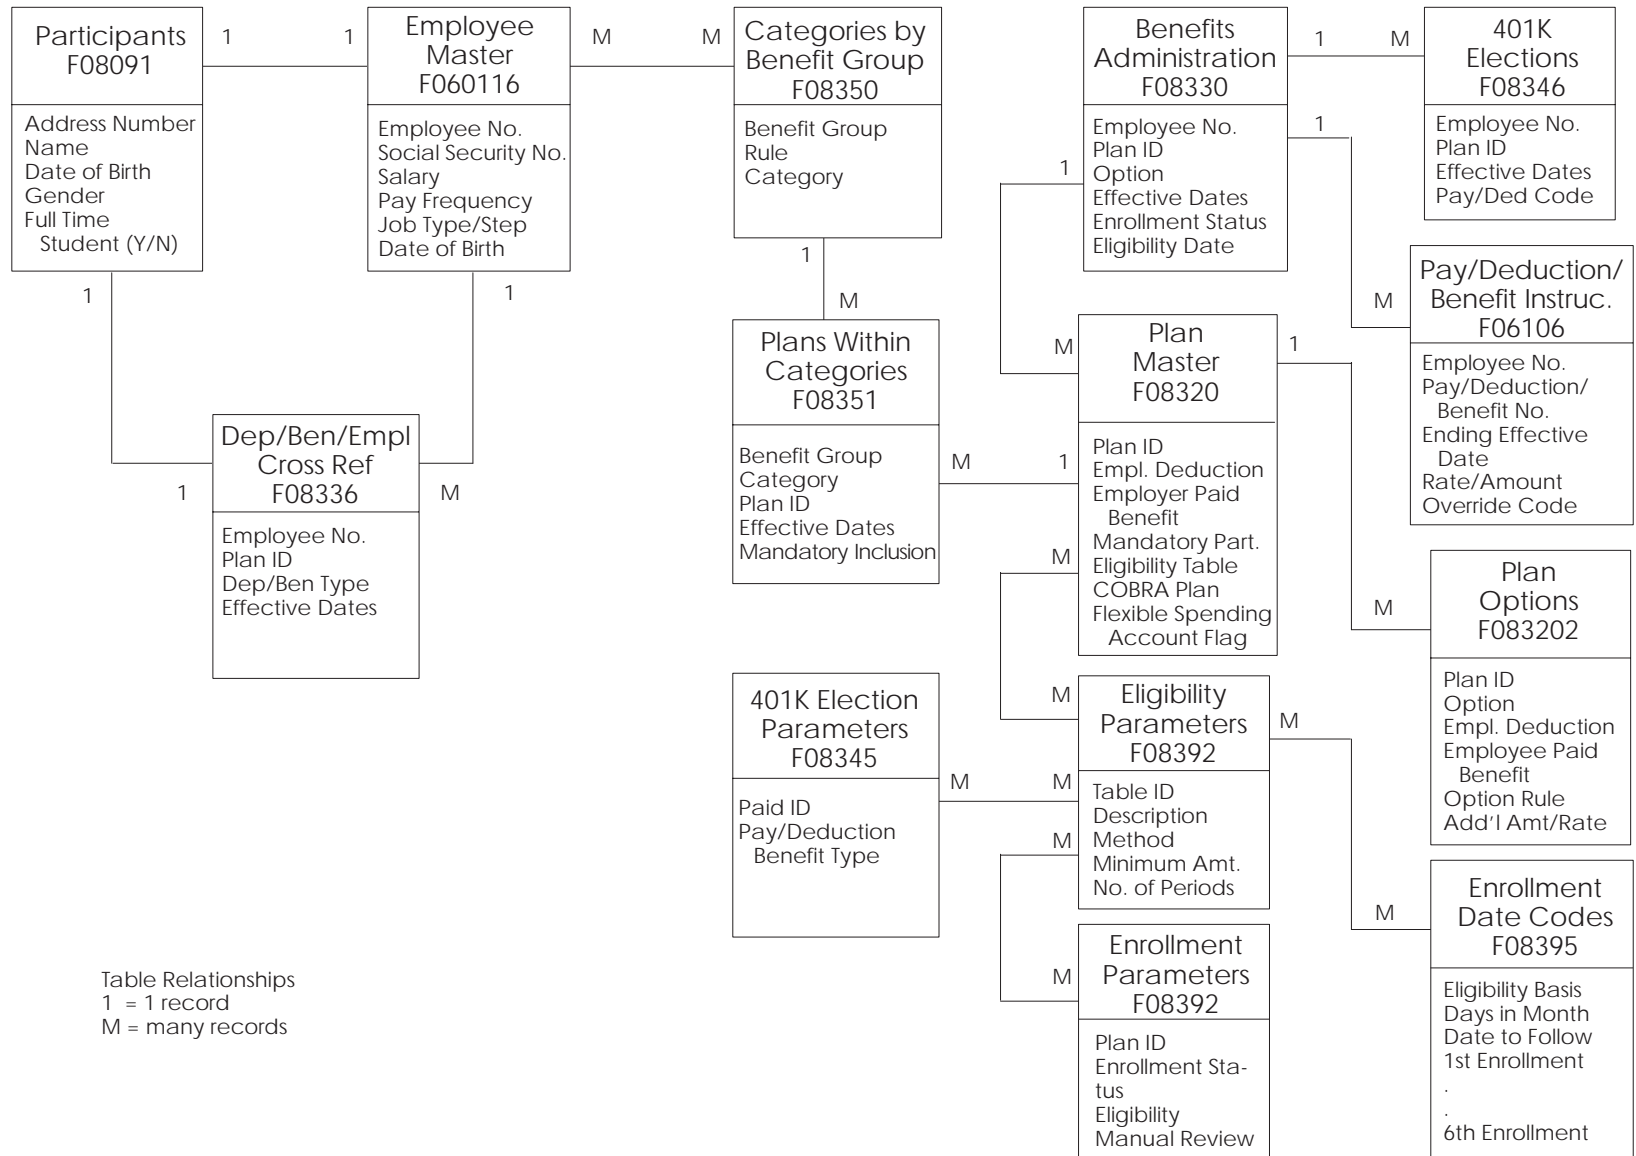 Participants
F08091
Address Number
Name
Date of Birth
Gender
Full Time
Student (Y/N)
1
1
Employee
Master
F060116
Employee No.
Social Security No.
Salary
Pay Frequency
Job Type/Step
Date of Birth
M
M
Categories by
Benefit Group
F08350
Benefit Group
Rule
Category
1
1
1
M
Dep/Ben/Empl
Cross Ref
F08336
Employee No.
Plan ID
Dep/Ben Type
Effective Dates
1
M
Plans Within
Categories
F08351
Benefit Group
Category
Plan ID
Effective Dates
Mandatory Inclusion
M
1
401K Election
Parameters
F08345
Paid ID
Pay/Deduction
Benefit Type
M
M
Benefits
Administration
F08330
Employee No.
Plan ID
Option
Effective Dates
Enrollment Status
Eligibility Date
1
M
1
M
1
M
Plan
Master
F08320
Plan ID
Empl. Deduction
Employer Paid
Benefit
Mandatory Part.
Eligibility Table
COBRA Plan
Flexible Spending
Account Flag
1
M
M
M
Eligibility
Parameters
F08392
Table ID
Description
Method
Minimum Amt.
No. of Periods
M
M
M
M
Enrollment
Parameters
F08392
Plan ID
Enrollment Sta-
tus
Eligibility
Manual Review
401K
Elections
F08346
Employee No.
Plan ID
Effective Dates
Pay/Ded Code
Pay/Deduction/
Benefit Instruc.
F06106
Employee No.
Pay/Deduction/
Benefit No.
Ending Effective
Date
Rate/Amount
Override Code
Plan
Options
F083202
Plan ID
Option
Empl. Deduction
Employee Paid
Benefit
Option Rule
Add'l Amt/Rate
Enrollment
Date Codes
F08395
Eligibility Basis
Days in Month
Date to Follow
1st Enrollment
.
.
6th Enrollment
Table Relationships
1 = 1 record
M = many records